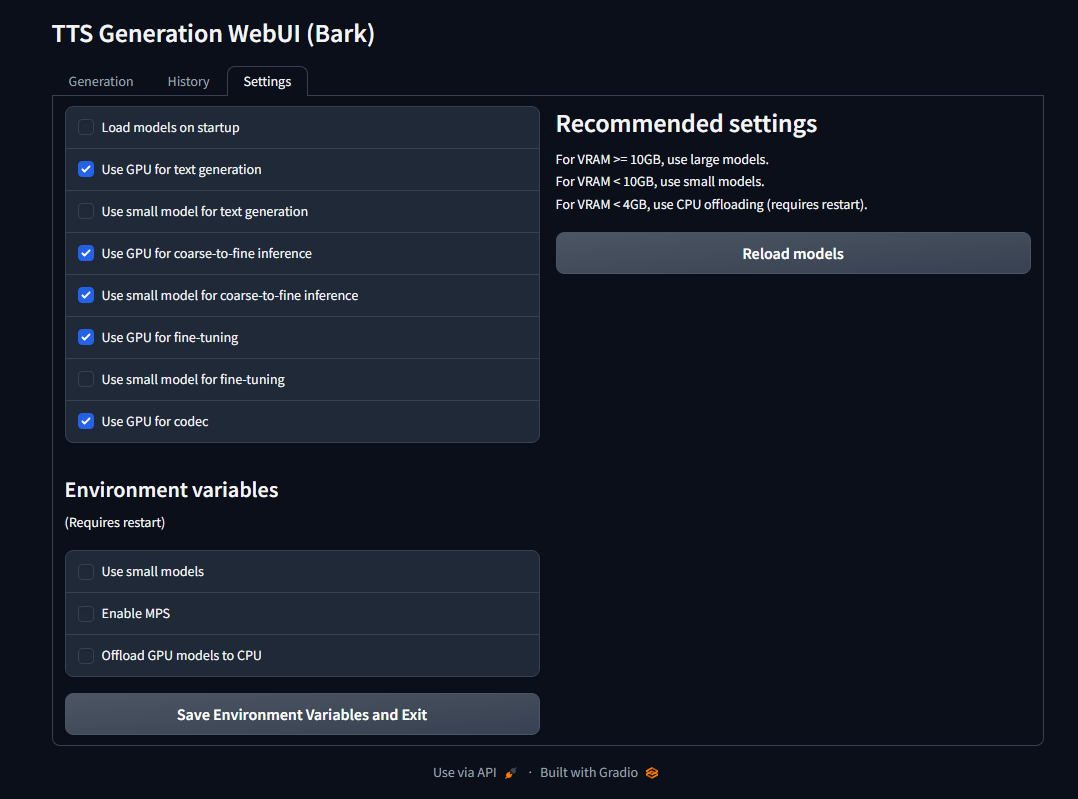 TTS Generation WebUI (Bark)
Generation History Settings
Load models on startup
Use GPU for text generation
Use small model for text generation
Use GPU for coarse-to-fine inference
Use small model for coarse-to-fine inference
Use GPU for fine-tuning
Use small model for fine-tuning
Use GPU for codec
Environment variables
(Requires restart)
Use small models
Enable MPS
Offload GPU models to CPU
Save Environment Variables and Exit
Recommended settings
For VRAM >= 10GB, use large models.
For VRAM < 10GB, use small models.
For VRAM < 4GB, use CPU offloading (requires restart).
Reload models
Use via API · Built with Gradio